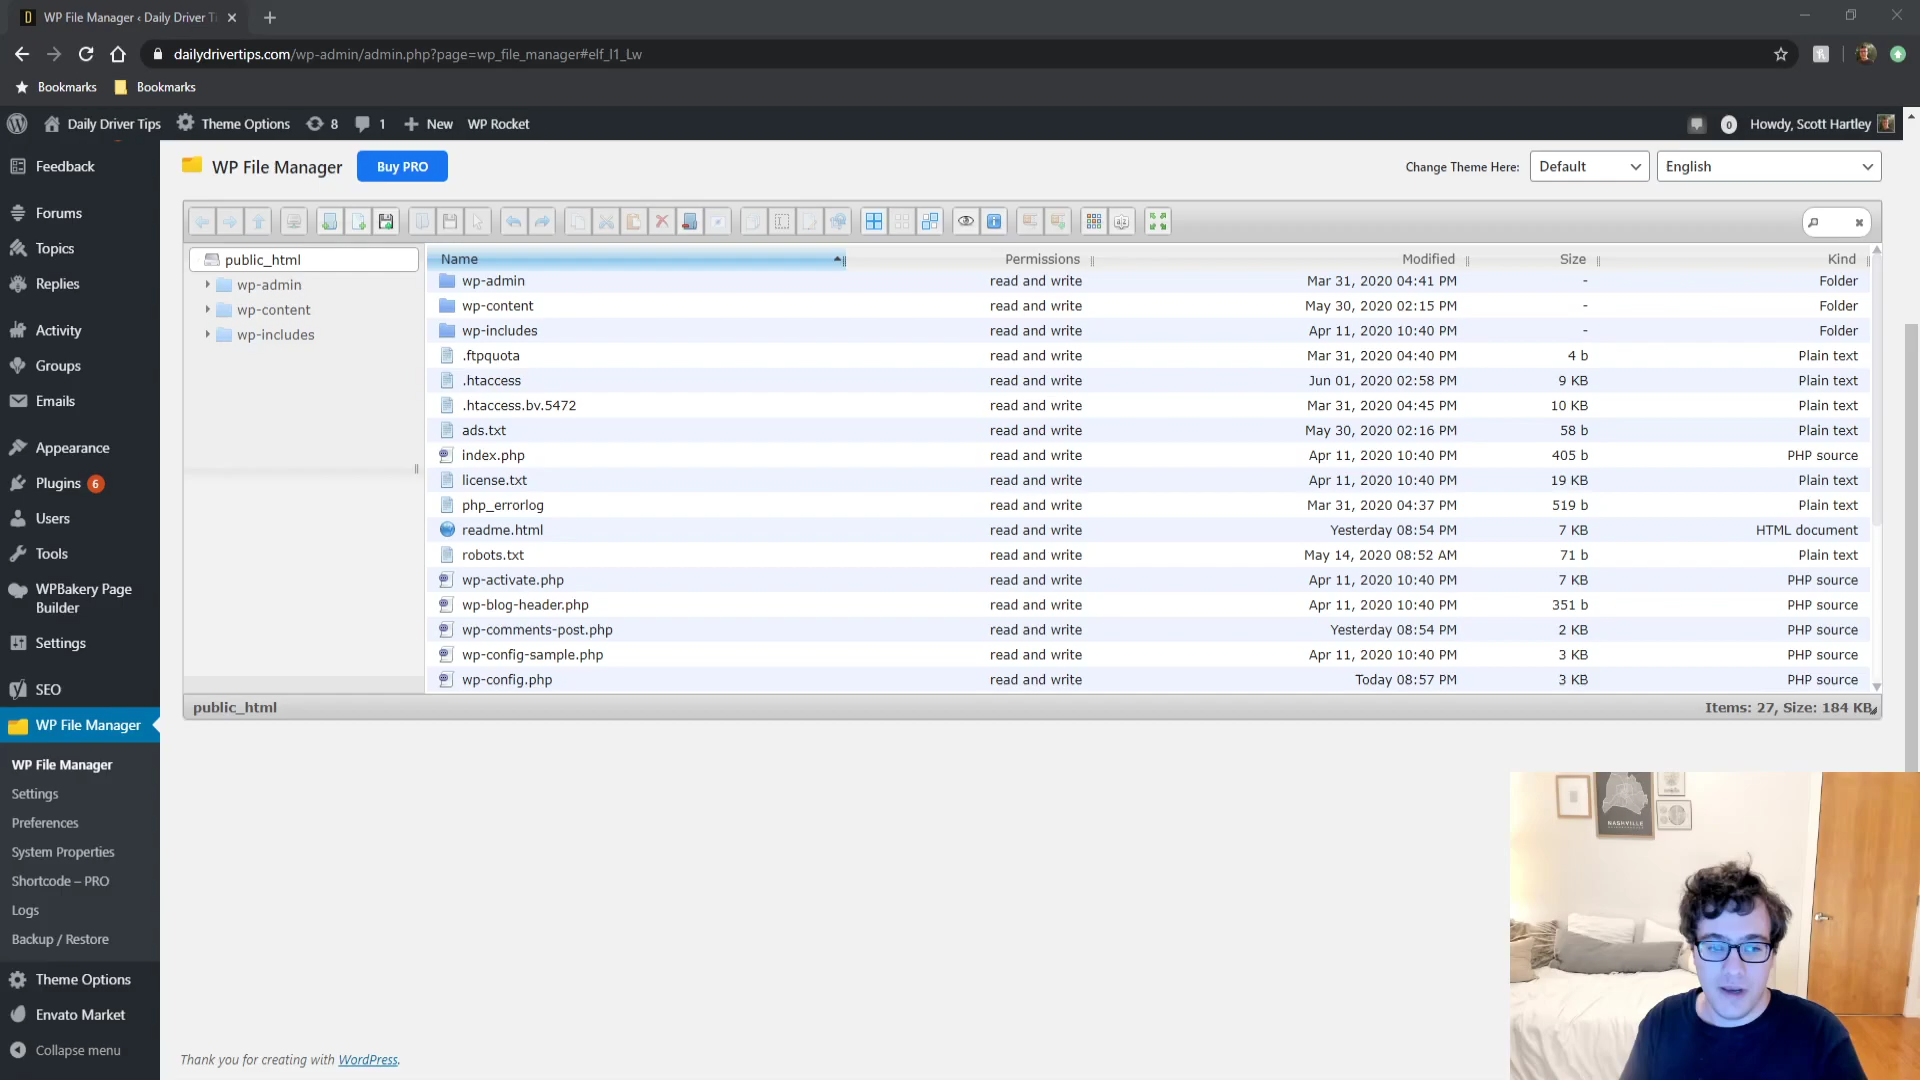 WP File Manager ‹ Daily Driver T
dailydrivertips.com/wp-admin/admin.php?page=wp_file_manager#elf_l1_Lw
Bookmarks
Bookmarks
Daily Driver Tips
Theme Options
8
1
New
WP Rocket
0
Howdy, Scott Hartley
Feedback
Forums
Topics
Replies
Activity
Groups
Emails
Appearance
Plugins 6
Users
Tools
WPBakery Page
Builder
Settings
SEO
WP File Manager
WP File Manager
Settings
Preferences
System Properties
Shortcode – PRO
Logs
Backup / Restore
Theme Options
Envato Market
Collapse menu
WP File Manager
Buy PRO
Change Theme Here:
Default
English
public_html
wp-admin
wp-content
wp-includes
Name Permissions Modified Size Kind
wp-admin read and write Mar 31, 2020 04:41 PM - Folder
wp-content read and write May 30, 2020 02:15 PM - Folder
wp-includes read and write Apr 11, 2020 10:40 PM - Folder
.ftpquota read and write Mar 31, 2020 04:40 PM 4 b Plain text
.htaccess read and write Jun 01, 2020 02:58 PM 9 KB Plain text
.htaccess.bv.5472 read and write Mar 31, 2020 04:45 PM 10 KB Plain text
ads.txt read and write May 30, 2020 02:16 PM 58 b Plain text
index.php read and write Apr 11, 2020 10:40 PM 405 b PHP source
license.txt read and write Apr 11, 2020 10:40 PM 19 KB Plain text
php_errorlog read and write Mar 31, 2020 04:37 PM 519 b Plain text
readme.html read and write Yesterday 08:54 PM 7 KB HTML document
robots.txt read and write May 14, 2020 08:52 AM 71 b Plain text
wp-activate.php read and write Apr 11, 2020 10:40 PM 7 KB PHP source
wp-blog-header.php read and write Apr 11, 2020 10:40 PM 351 b PHP source
wp-comments-post.php read and write Yesterday 08:54 PM 2 KB PHP source
wp-config-sample.php read and write Apr 11, 2020 10:40 PM 3 KB PHP source
wp-config.php read and write Today 08:57 PM 3 KB PHP source
public_html
Items: 27, Size: 184 KB
NASHVILLE
Thank you for creating with WordPress.